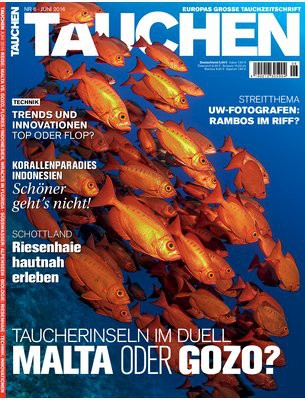 NR 6 · JUNI 2016
EUROPAS GROSSE TAUCHZEITSCHRIFT
TAUCHEN
TAUCHEN
TECHNIK
TRENDS UND
INNOVATIONEN
TOP ODER FLOP?
STREITTHEMA
UW-FOTOGRAFEN:
RAMBOS IM RIFF?
KORALLENPARADIES
INDONESIEN
Schöner
geht's nicht!
SCHOTTLAND
Riesenhaie
hautnah
erleben
TAUCHERINSELN IM DUELL
MALTA ODER GOZO?